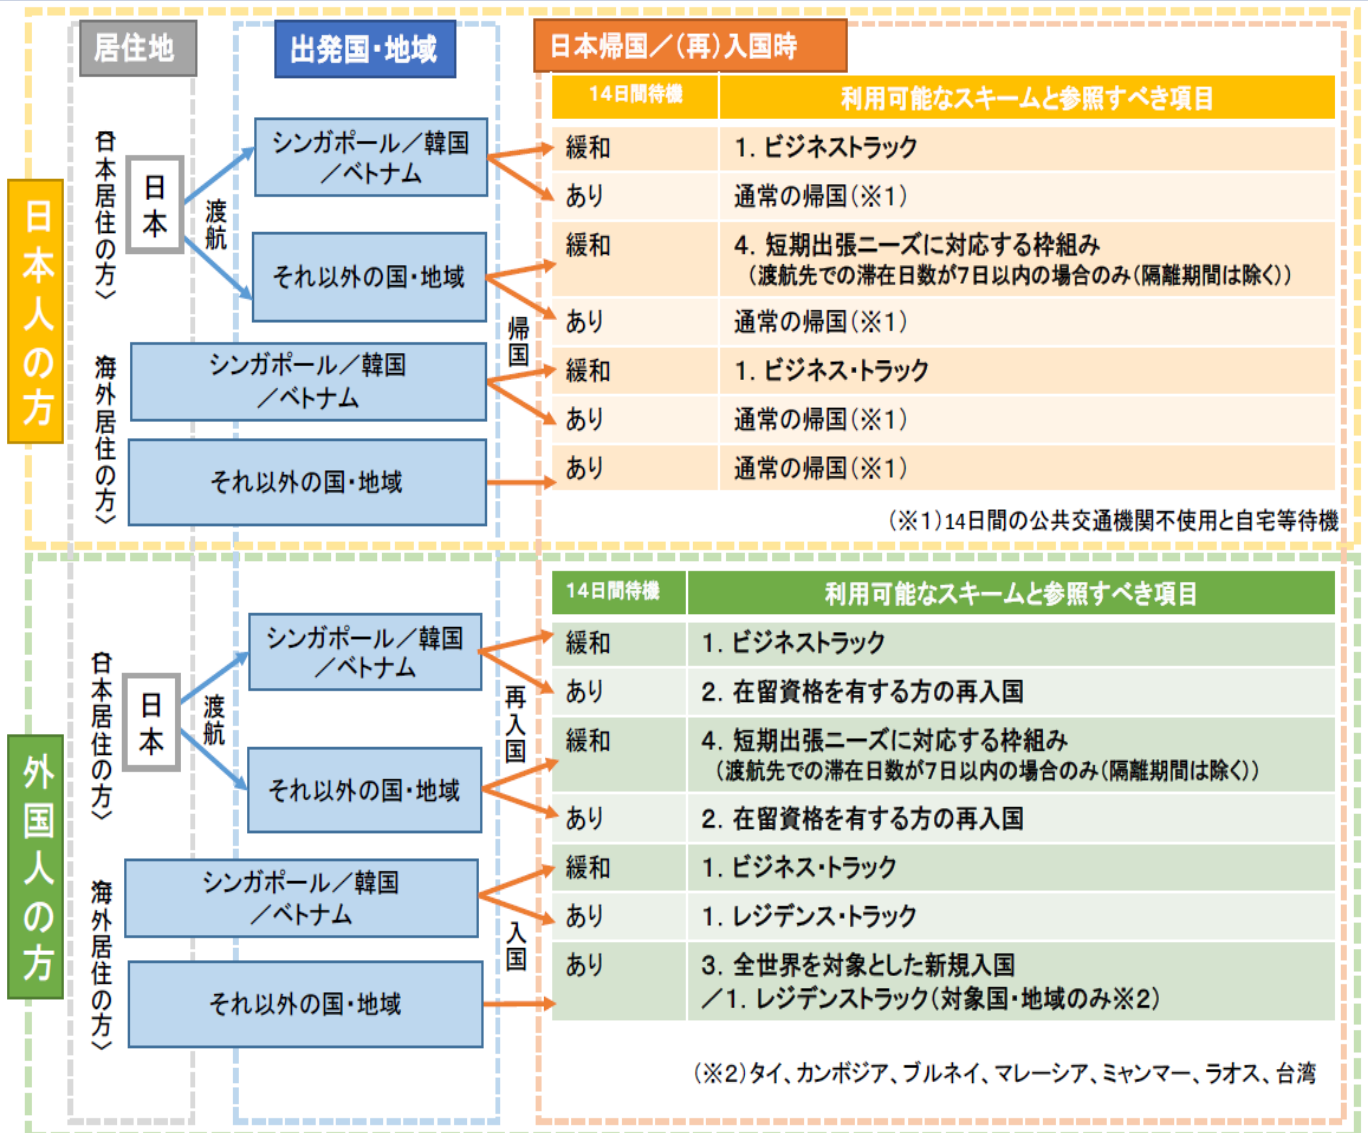 居住地
出発国・地域
日本帰国／(再)入国時
日本人の方
〈日本居住の方〉
日本
渡航
シンガポール／韓国
／ベトナム
それ以外の国・地域
〈海外居住の方〉
シンガポール／韓国
／ベトナム
それ以外の国・地域
帰国
14日間待機 利用可能なスキームと参照すべき項目
緩和 1. ビジネストラック
あり 通常の帰国(※1)
緩和 4. 短期出張ニーズに対応する枠組み
(渡航先での滞在日数が7日以内の場合のみ(隔離期間は除く))
あり 通常の帰国(※1)
緩和 1. ビジネス・トラック
あり 通常の帰国(※1)
あり 通常の帰国(※1)
(※1)14日間の公共交通機関不使用と自宅等待機
外国人の方
〈日本居住の方〉
日本
渡航
シンガポール／韓国
／ベトナム
それ以外の国・地域
再入国
〈海外居住の方〉
シンガポール／韓国
／ベトナム
それ以外の国・地域
入国
14日間待機 利用可能なスキームと参照すべき項目
緩和 1. ビジネストラック
あり 2. 在留資格を有する方の再入国
緩和 4. 短期出張ニーズに対応する枠組み
(渡航先での滞在日数が7日以内の場合のみ(隔離期間は除く))
あり 2. 在留資格を有する方の再入国
緩和 1. ビジネス・トラック
あり 1. レジデンス・トラック
あり 3. 全世界を対象とした新規入国
／1. レジデンストラック(対象国・地域のみ※2)
(※2)タイ、カンボジア、ブルネイ、マレーシア、ミャンマー、ラオス、台湾